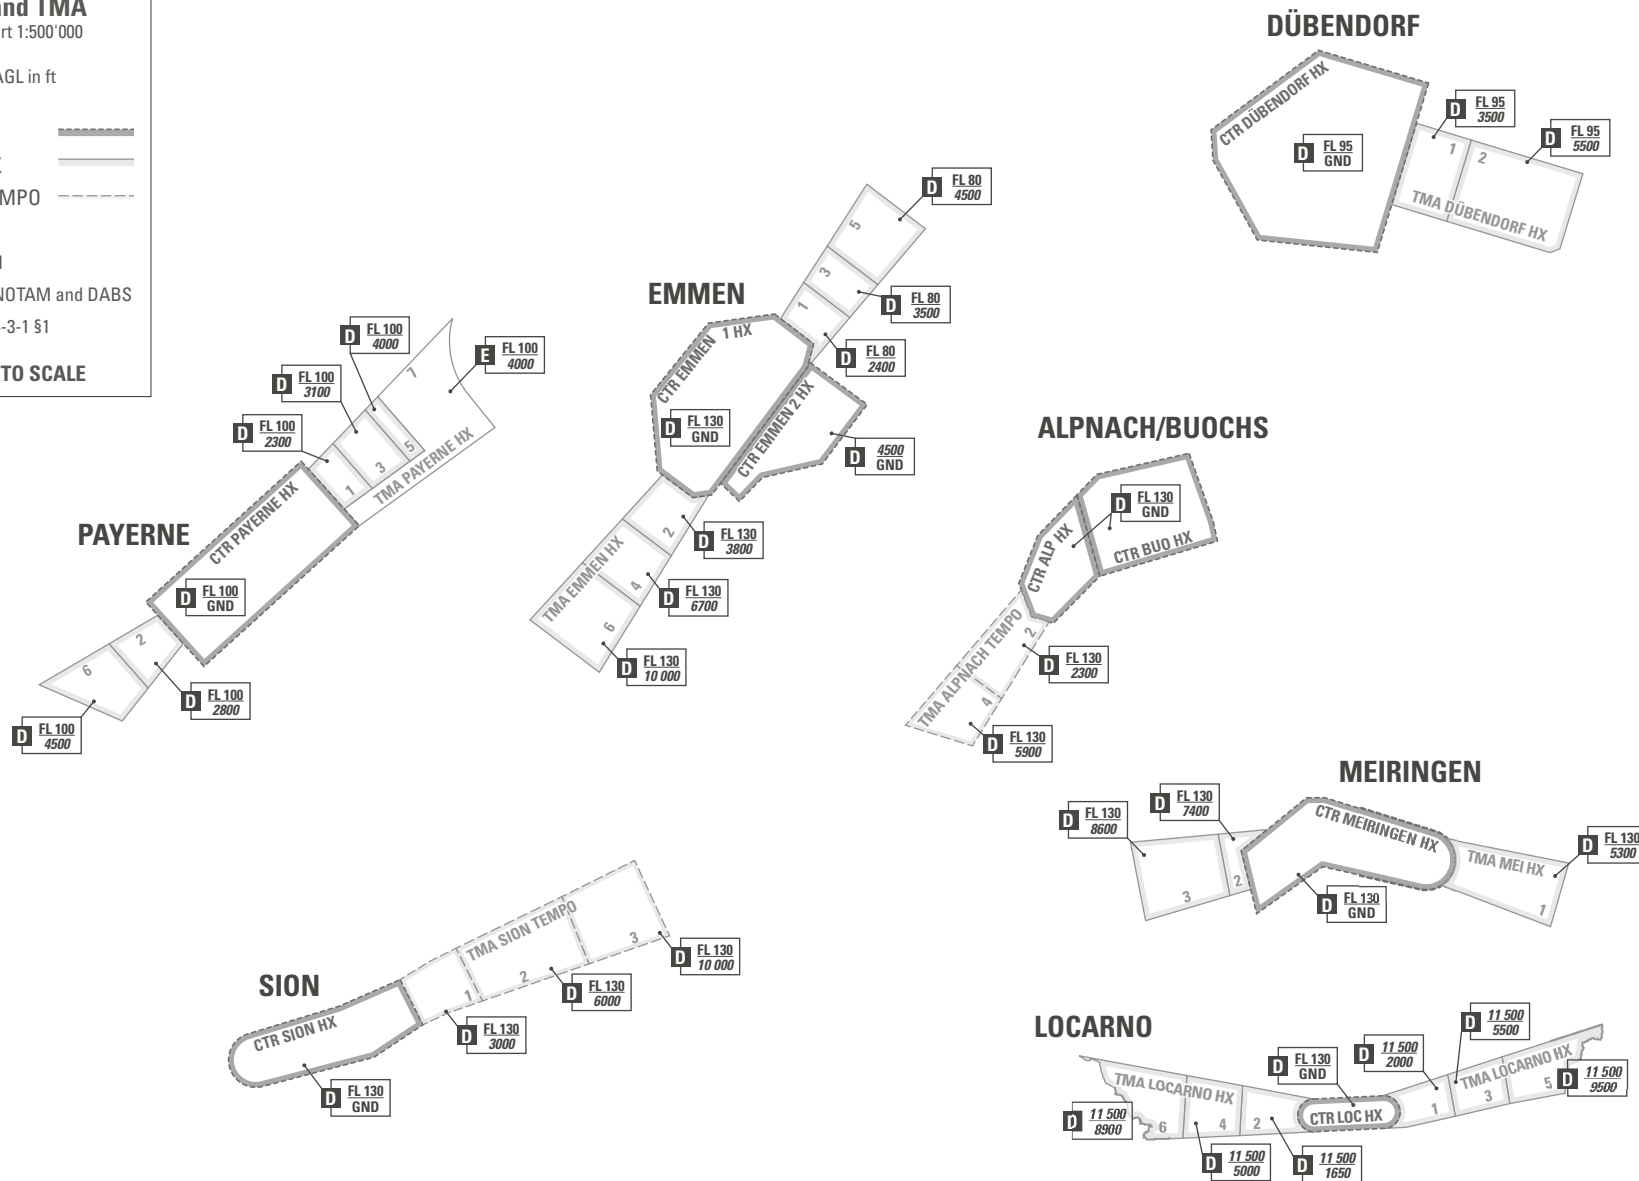 and TMA
rt 1:500'000
AGL in ft
MPO
NOTAM and DABS
-3-1 §1
TO SCALE
DÜBENDORF
CTR DÜBENDORF HX
D FL 95
GND
D FL 95
3500
D FL 95
5500
1
2
TMA DÜBENDORF HX
EMMEN
D FL 80
4500
D FL 80
3500
D FL 80
2400
5
3
1
CTR EMMEN 1 HX
D FL 130
GND
CTR EMMEN 2 HX
D 4500
GND
TMA EMMEN HX
2
4
6
D FL 130
3800
D FL 130
6700
D FL 130
10 000
PAYERNE
D FL 100
4000
D FL 100
3100
D FL 100
2300
E FL 100
4000
7
5
3
1
TMA PAYERNE HX
CTR PAYERNE HX
D FL 100
GND
2
6
D FL 100
2800
D FL 100
4500
ALPNACH/BUOCHS
D FL 130
GND
CTR ALP HX
CTR BUO HX
TMA ALPNACH TEMPO
2
4
D FL 130
2300
D FL 130
5900
MEIRINGEN
D FL 130
8600
D FL 130
7400
CTR MEIRINGEN HX
TMA MEI HX
D FL 130
5300
3
2
1
D FL 130
GND
SION
CTR SION HX
TMA SION TEMPO
1
2
3
D FL 130
10 000
D FL 130
6000
D FL 130
3000
D FL 130
GND
LOCARNO
D 11 500
5500
D 11 500
2000
D FL 130
GND
TMA LOCARNO HX
TMA LOCARNO HX
CTR LOC HX
6
4
2
1
3
5
D 11 500
9500
D 11 500
8900
D 11 500
5000
D 11 500
1650